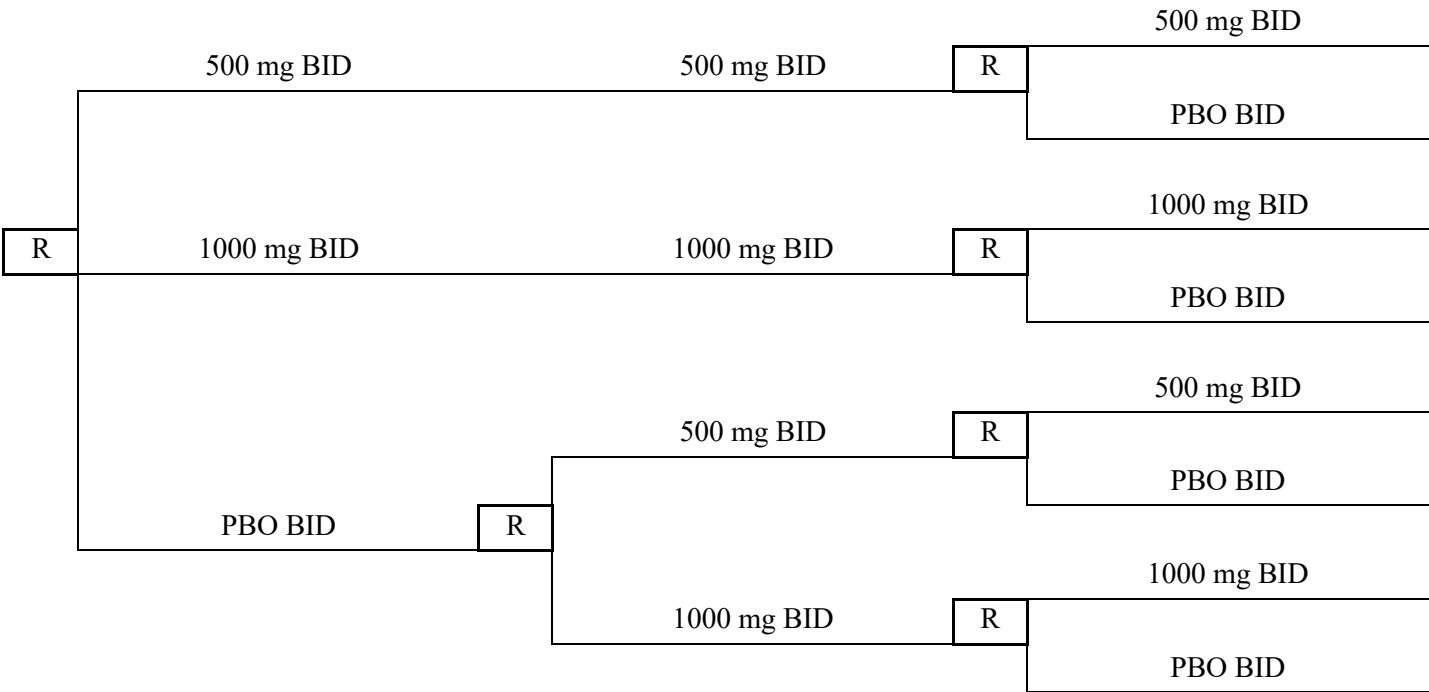 500 mg BID
500 mg BID 500 mg BID R
PBO BID
1000 mg BID
R 1000 mg BID 1000 mg BID R
PBO BID
500 mg BID
500 mg BID R
PBO BID
PBO BID R
1000 mg BID
1000 mg BID R
PBO BID